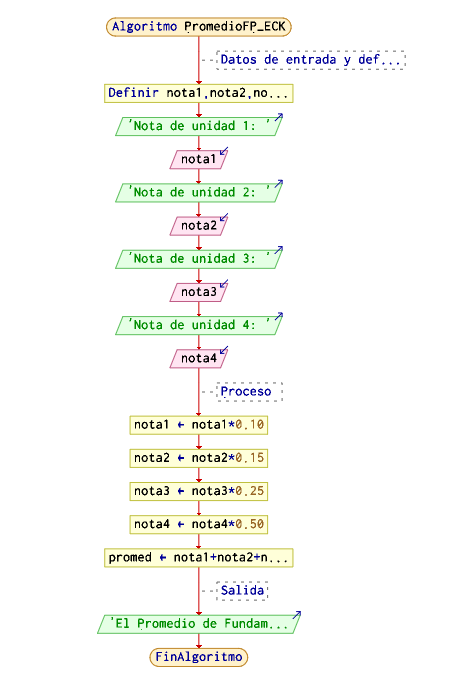 Algoritmo PromedioFP_ECK
Datos de entrada y def...
Definir nota1,nota2,no...
'Nota de unidad 1: '
nota1
'Nota de unidad 2: '
nota2
'Nota de unidad 3: '
nota3
'Nota de unidad 4: '
nota4
Proceso
nota1 ← nota1*0.10
nota2 ← nota2*0.15
nota3 ← nota3*0.25
nota4 ← nota4*0.50
promed ← nota1+nota2+n...
Salida
'El Promedio de Fundam...
FinAlgoritmo